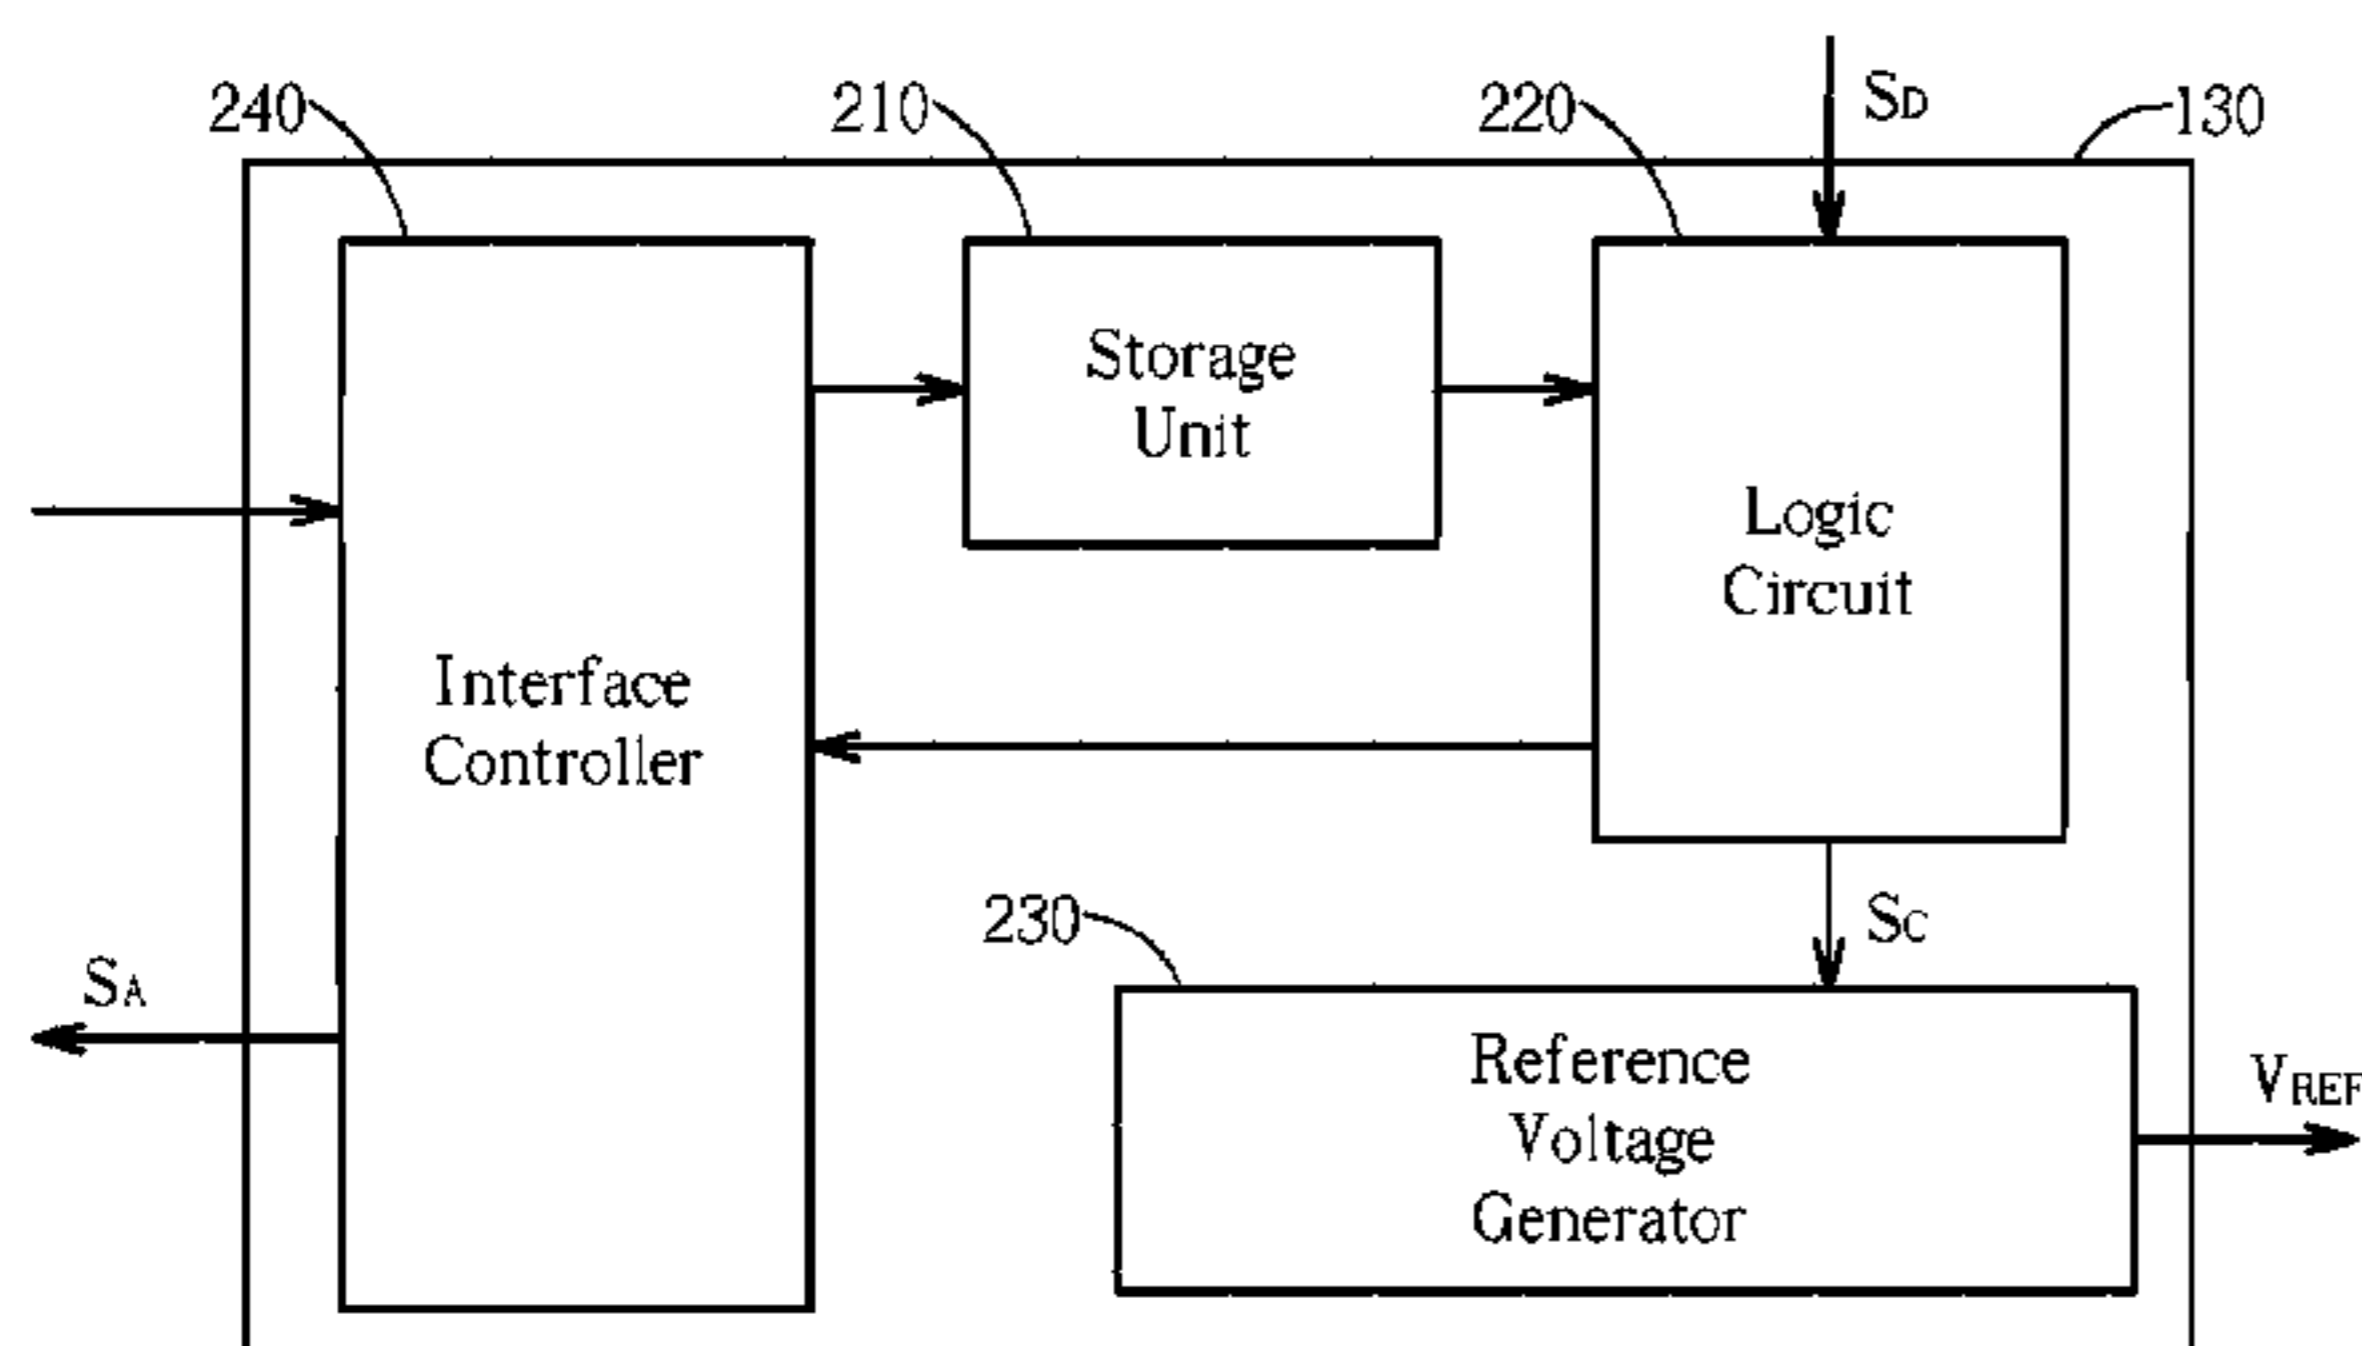 240
210
220
SD
130
Storage
Unit
Logic
Circuit
Interface
Controller
230
SC
SA
Reference
Voltage
Generator
VREF